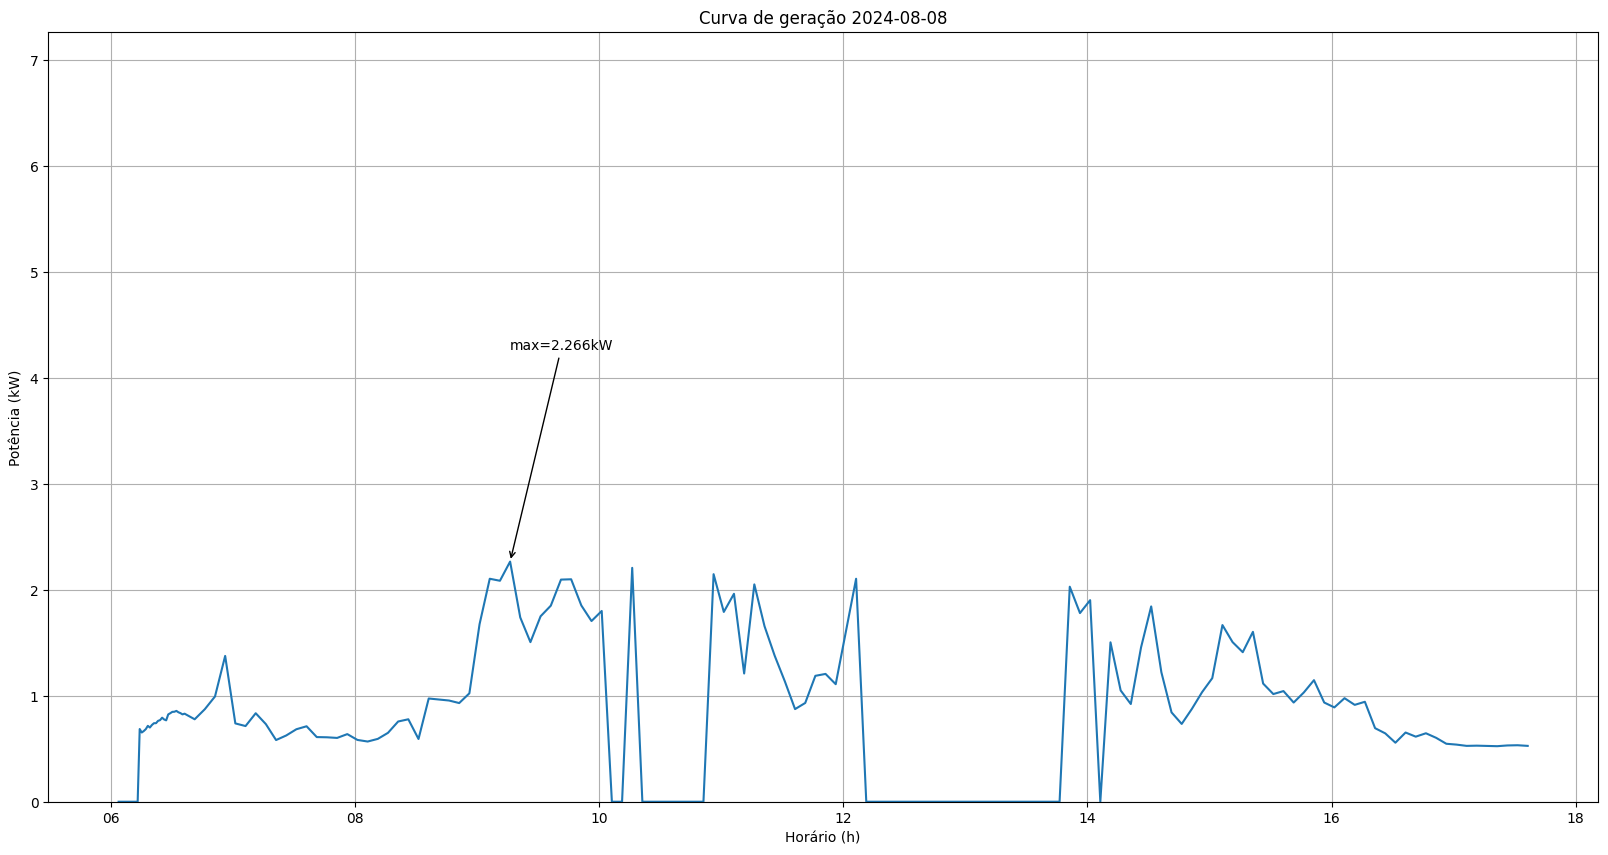 Curva de geração 2024-08-08
7
6
5
4
3
2
1
0
Potência (kW)
max=2.266kW
06 08 10 12 14 16 18
Horário (h)